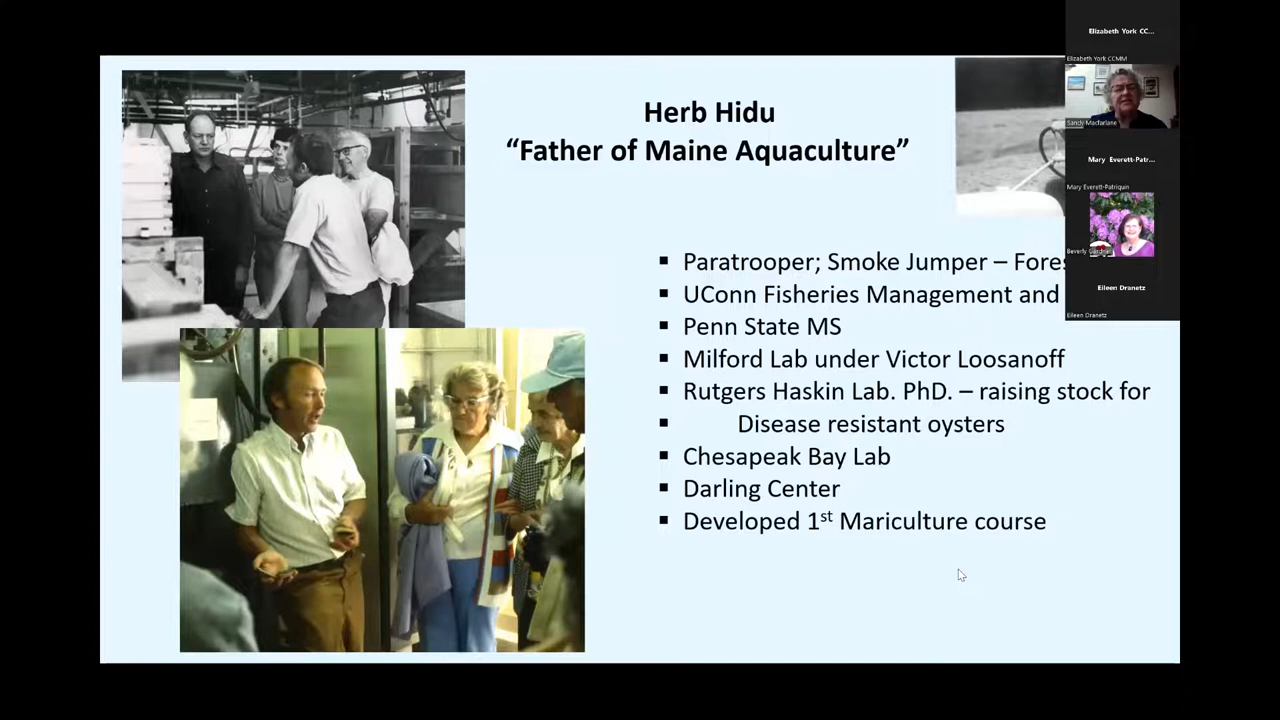 Herb Hidu
“Father of Maine Aquaculture”
▪ Paratrooper; Smoke Jumper –
▪ UConn Fisheries Management and
▪ Penn State MS
▪ Milford Lab under Victor Loosanoff
▪ Rutgers Haskin Lab. PhD. – raising stock for
▪ Disease resistant oysters
▪ Chesapeak Bay Lab
▪ Darling Center
▪ Developed 1st Mariculture course
Elizabeth York CC...
Elizabeth York CCMM
Sandy Macfarlane
Mary Everett-Patr...
Mary Everett-Patriquin
Beverly Gardner
Eileen Dranetz
Eileen Dranetz